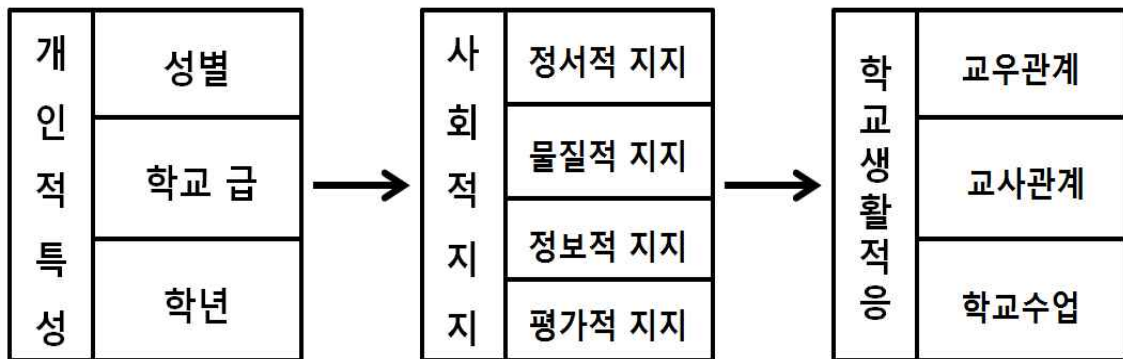 개인적특성
성별
학교 급
학년
사회적지지
정서적 지지
물질적 지지
정보적 지지
평가적 지지
학교생활적응
교우관계
교사관계
학교수업